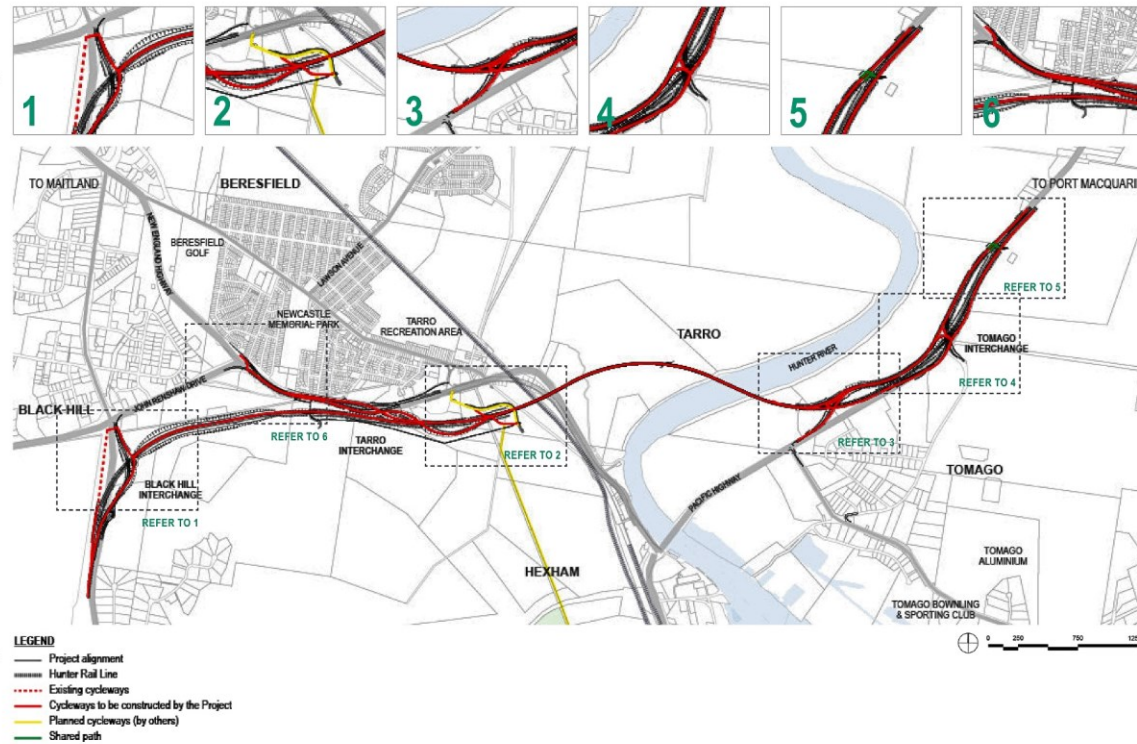 1
2
3
4
5
6
TO MAITLAND
BERESFIELD
TO PORT MACQUARI
NEW ENGLAND HIGHWAY
BERESFIELD
GOLF
LAWSON AVENUE
NEWCASTLE
MEMORIAL PARK
TARRO
RECREATION AREA
TARRO
HUNTER RIVER
REFER TO 5
TOMAGO
INTERCHANGE
REFER TO 4
JOHN RENSHAW DRIVE
BLACK HILL
REFER TO 6
TARRO
INTERCHANGE
REFER TO 2
REFER TO 3
BLACK HILL
INTERCHANGE
REFER TO 1
PACIFIC HIGHWAY
TOMAGO
HEXHAM
TOMAGO
ALUMINIUM
TOMAGO BOWNLING
& SPORTING CLUB
LEGEND
Project alignment
Hunter Rail Line
Existing cycleways
Cycleways to be constructed by the Project
Planned cycleways (by others)
Shared path
0 250 750 125